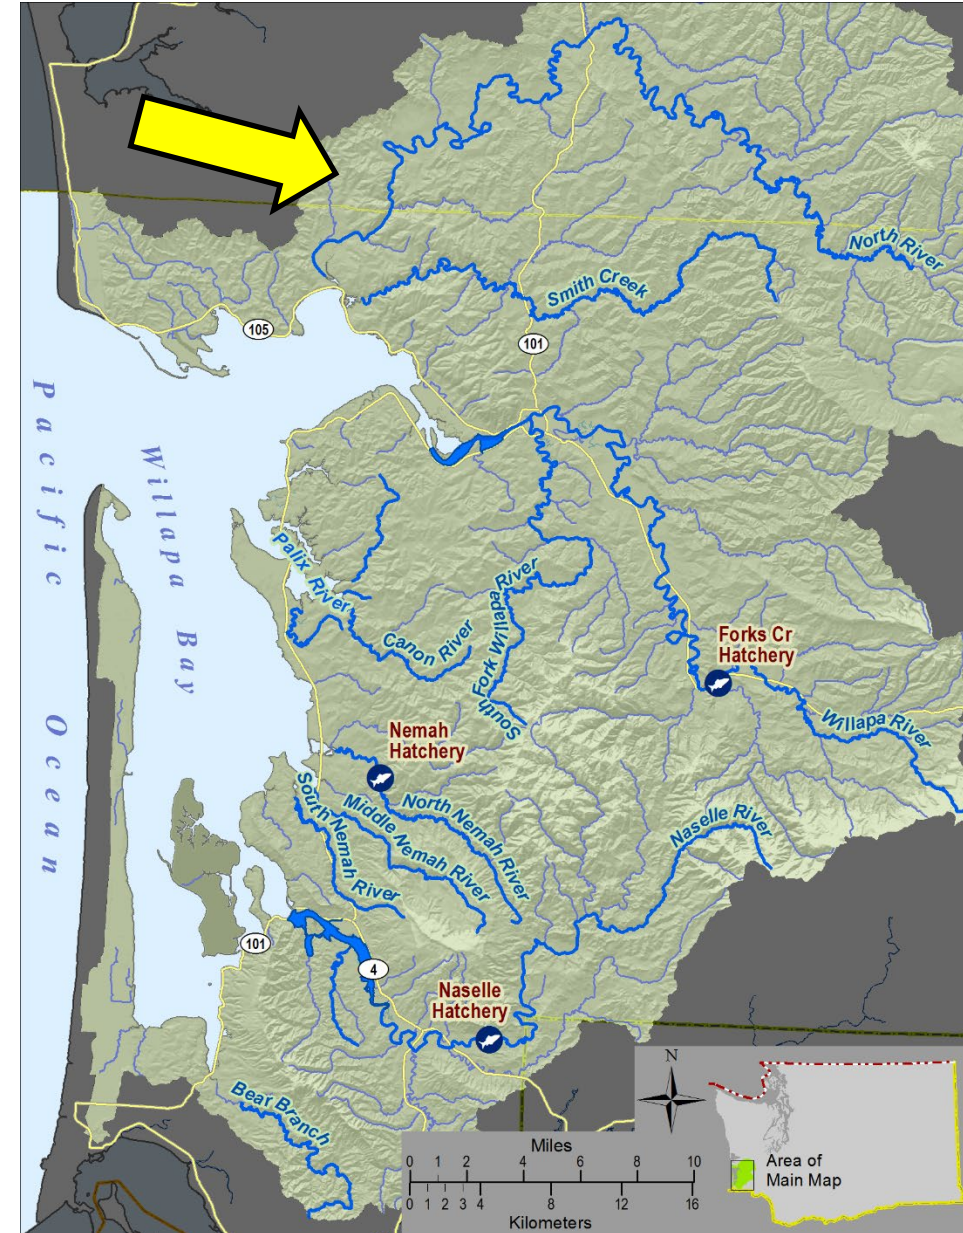 North River
Smith Creek
105
101
Pacific Ocean
Willapa Bay
Palix River
Canon River
South Fork Willapa River
Forks Cr
Hatchery
Willapa River
Nemah
Hatchery
North Nemah River
Middle Nemah River
South Nemah River
Naselle River
101
4
Naselle
Hatchery
Bear Branch
N
Miles
0 1 2 4 6 8 10
0 1 2 3 4 8 12 16
Kilometers
Area of
Main Map